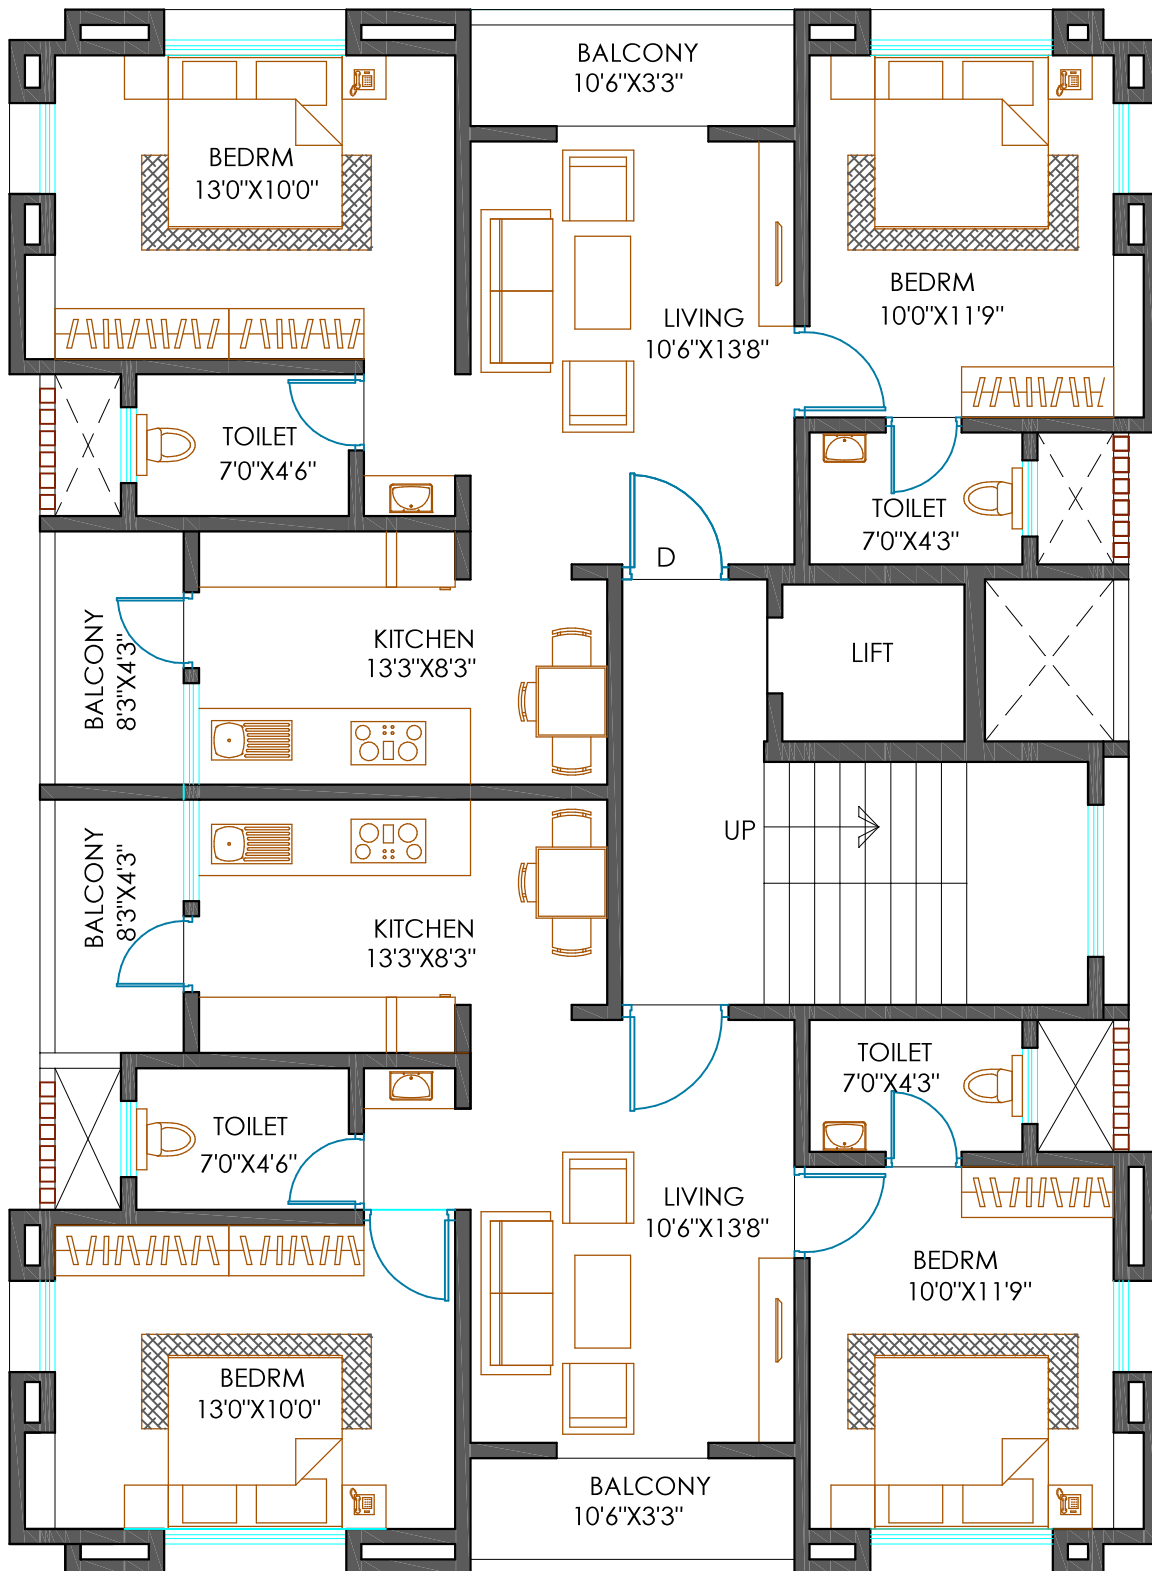 BALCONY
10'6"X3'3"
BEDRM
13'0"X10'0"
BEDRM
10'0"X11'9"
LIVING
10'6"X13'8"
TOILET
7'0"X4'6"
TOILET
7'0"X4'3"
D
BALCONY
8'3"X4'3"
KITCHEN
13'3"X8'3"
LIFT
UP
BALCONY
8'3"X4'3"
KITCHEN
13'3"X8'3"
TOILET
7'0"X4'3"
TOILET
7'0"X4'6"
LIVING
10'6"X13'8"
BEDRM
10'0"X11'9"
BEDRM
13'0"X10'0"
BALCONY
10'6"X3'3"